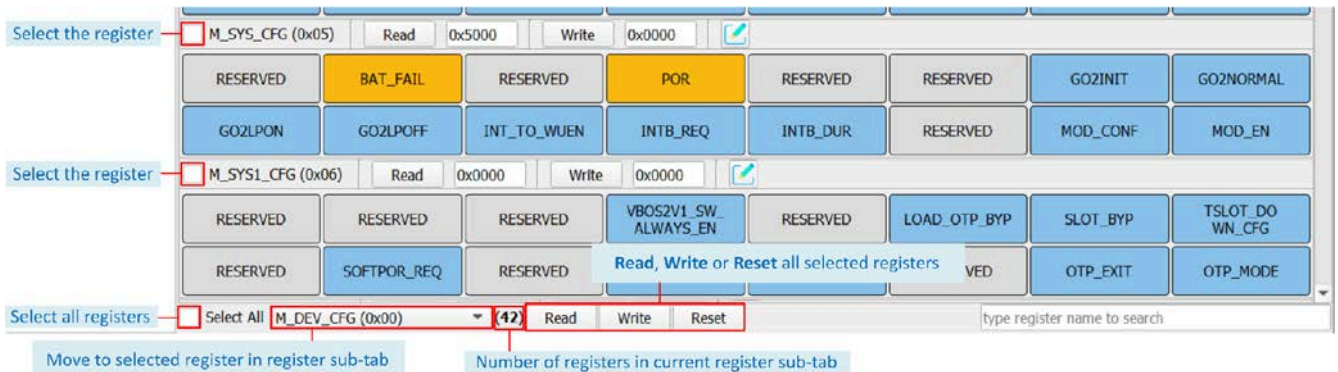 Select the register
M_SYS_CFG (0x05) Read 0x5000 Write 0x0000
RESERVED BAT_FAIL RESERVED POR RESERVED RESERVED GO2INIT GO2NORMAL
GO2LPON GO2LPOFF INT_TO_WUEN INTB_REQ INTB_DUR RESERVED MOD_CONF MOD_EN
Select the register
M_SYS1_CFG (0x06) Read 0x0000 Write 0x0000
RESERVED RESERVED RESERVED VBOS2V1_SW_ RESERVED LOAD_OTP_BYP SLOT_BYP TSLOT_DO
ALWAYS_EN WN_CFG
Read, Write or Reset all selected registers
RESERVED SOFTPOR_REQ RESERVED VED OTP_EXIT OTP_MODE
Select all registers
Select All M_DEV_CFG (0x00) (42) Read Write Reset type register name to search
Move to selected register in register sub-tab
Number of registers in current register sub-tab